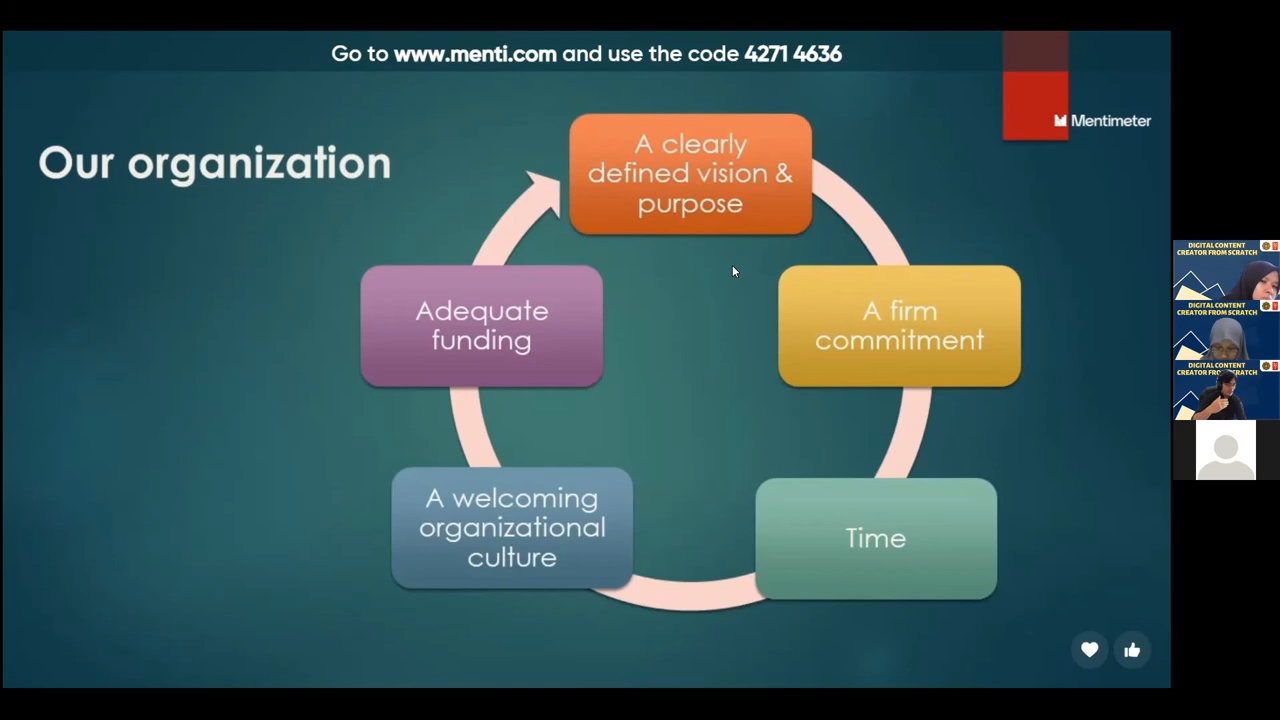 Go to www.menti.com and use the code 4271 4636
Mentimeter
Our organization
A clearly
defined vision &
purpose
A firm
commitment
Time
A welcoming
organizational
culture
Adequate
funding
DIGITAL CONTENT
CREATOR FROM SCRATCH
DIGITAL CONTENT
CREATOR FROM SCRATCH
DIGITAL CONTENT
CREATOR FROM SCRATCH